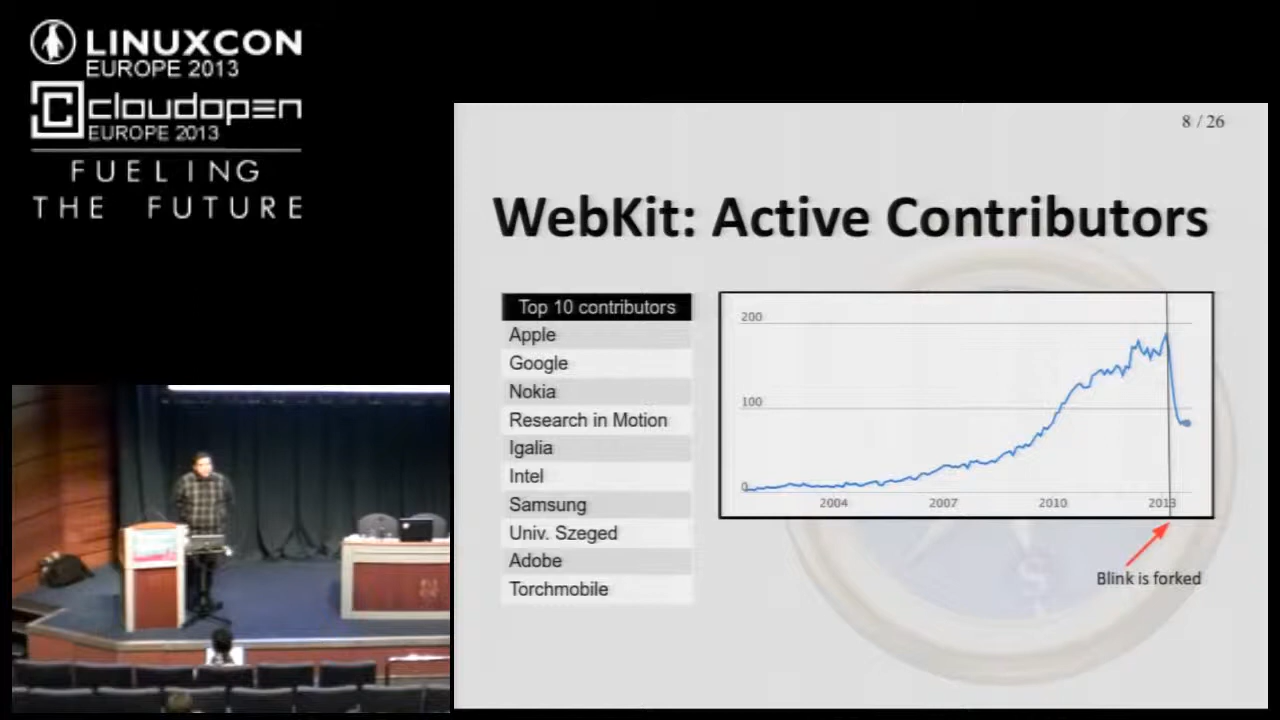 LINUXCON
EUROPE 2013
cloudopen
EUROPE 2013
FUELING
THE FUTURE
8 / 26
WebKit: Active Contributors
Top 10 contributors
Apple
Google
Nokia
Research in Motion
Igalia
Intel
Samsung
Univ. Szeged
Adobe
Torchmobile
200
100
0
2004 2007 2010 2013
Blink is forked
S